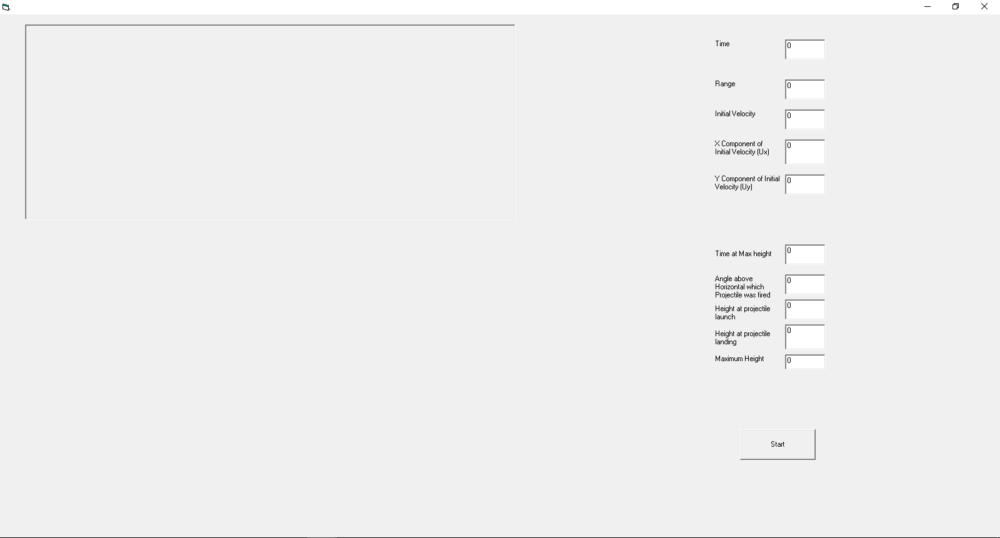 Time
0
Range
0
Initial Velocity
0
X Component of
Initial Velocity (Ux)
0
Y Component of Initial
Velocity (Uy)
0
Time at Max height
0
Angle above
Horizontal which
Projectile was fired
0
Height at projectile
launch
0
Height at projectile
landing
0
Maximum Height
0
Start